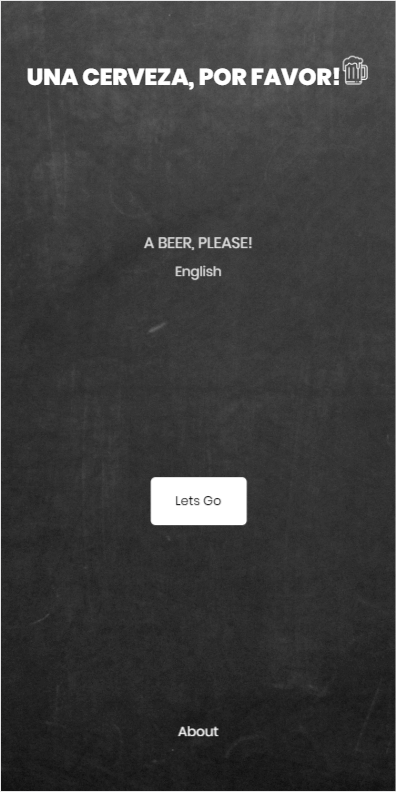 UNA CERVEZA, POR FAVOR!
A BEER, PLEASE!
English
Lets Go
About